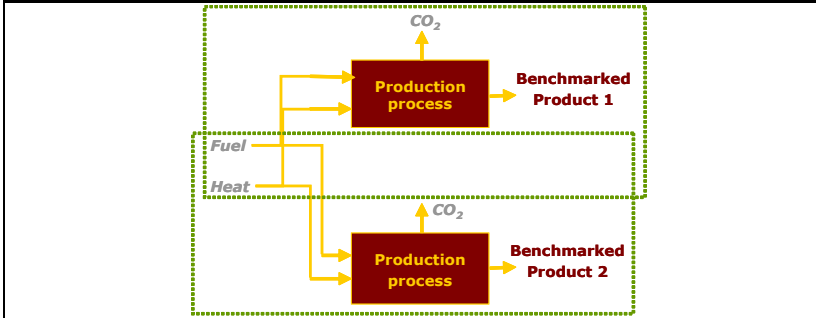 CO₂
Production
process
Benchmarked
Product 1
Fuel
Heat
CO₂
Production
process
Benchmarked
Product 2